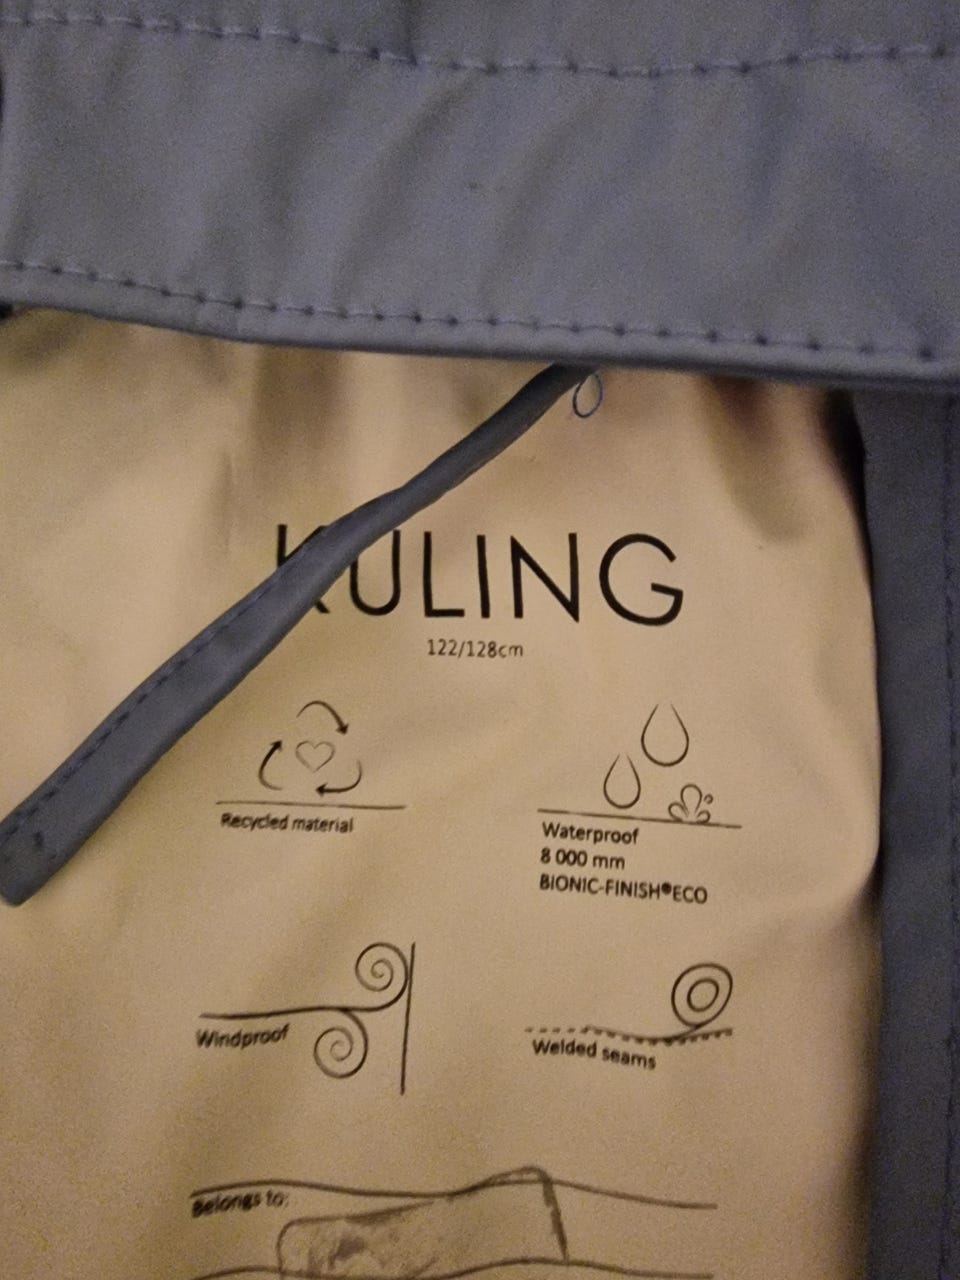 KULING
122/128cm
Recycled material
Waterproof
8 000 mm
BIONIC-FINISH®ECO
Windproof
Welded seams
Belongs to: